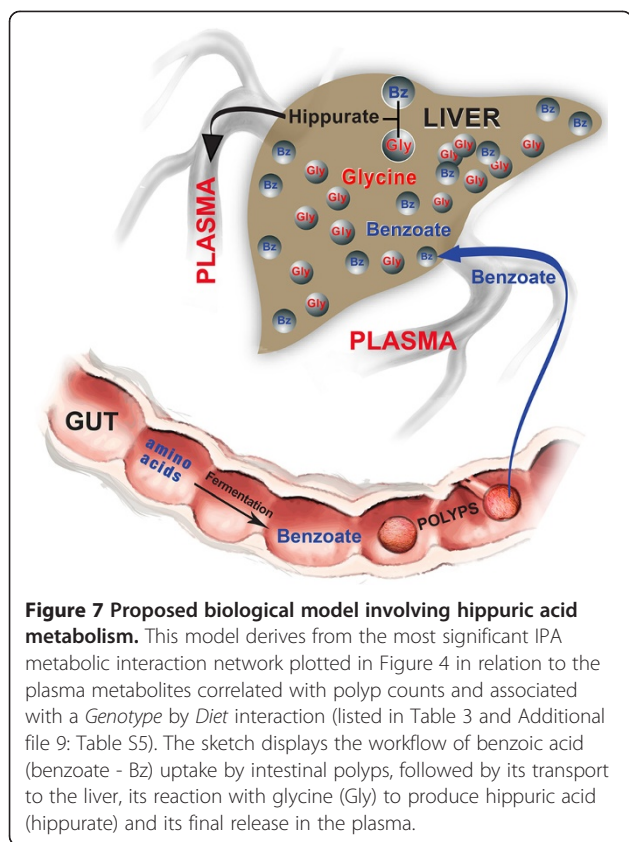 Bz
LIVER
Hippurate
Gly
Bz
Bz
Bz
Gly
Gly
Bz
Gly
Gly
Gly
Bz
Gly
Glycine
Gly
Bz
Gly
Bz
Gly
Gly
Bz
Gly
PLASMA
Gly
Benzoate
Bz
Gly
Bz
Gly
Bz
Benzoate
Gly
Bz
PLASMA
GUT
amino
acids
Fermentation
Benzoate
POLYPS
Figure 7 Proposed biological model involving hippuric acid
metabolism. This model derives from the most significant IPA
metabolic interaction network plotted in Figure 4 in relation to the
plasma metabolites correlated with polyp counts and associated
with a Genotype by Diet interaction (listed in Table 3 and Additional
file 9: Table S5). The sketch displays the workflow of benzoic acid
(benzoate - Bz) uptake by intestinal polyps, followed by its transport
to the liver, its reaction with glycine (Gly) to produce hippuric acid
(hippurate) and its final release in the plasma.